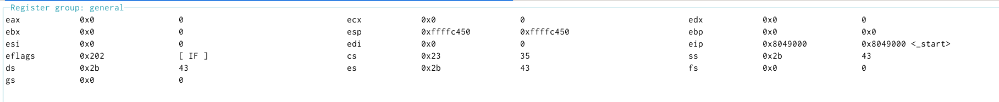 Register group: general
eax 0x0 0 ecx 0x0 0 edx 0x0 0
ebx 0x0 0 esp 0xffffc450 0xffffc450 ebp 0x0 0x0
esi 0x0 0 edi 0x0 0 eip 0x8049000 0x8049000 <_start>
eflags 0x202 [ IF ] cs 0x23 35 ss 0x2b 43
ds 0x2b 43 es 0x2b 43 fs 0x0 0
gs 0x0 0